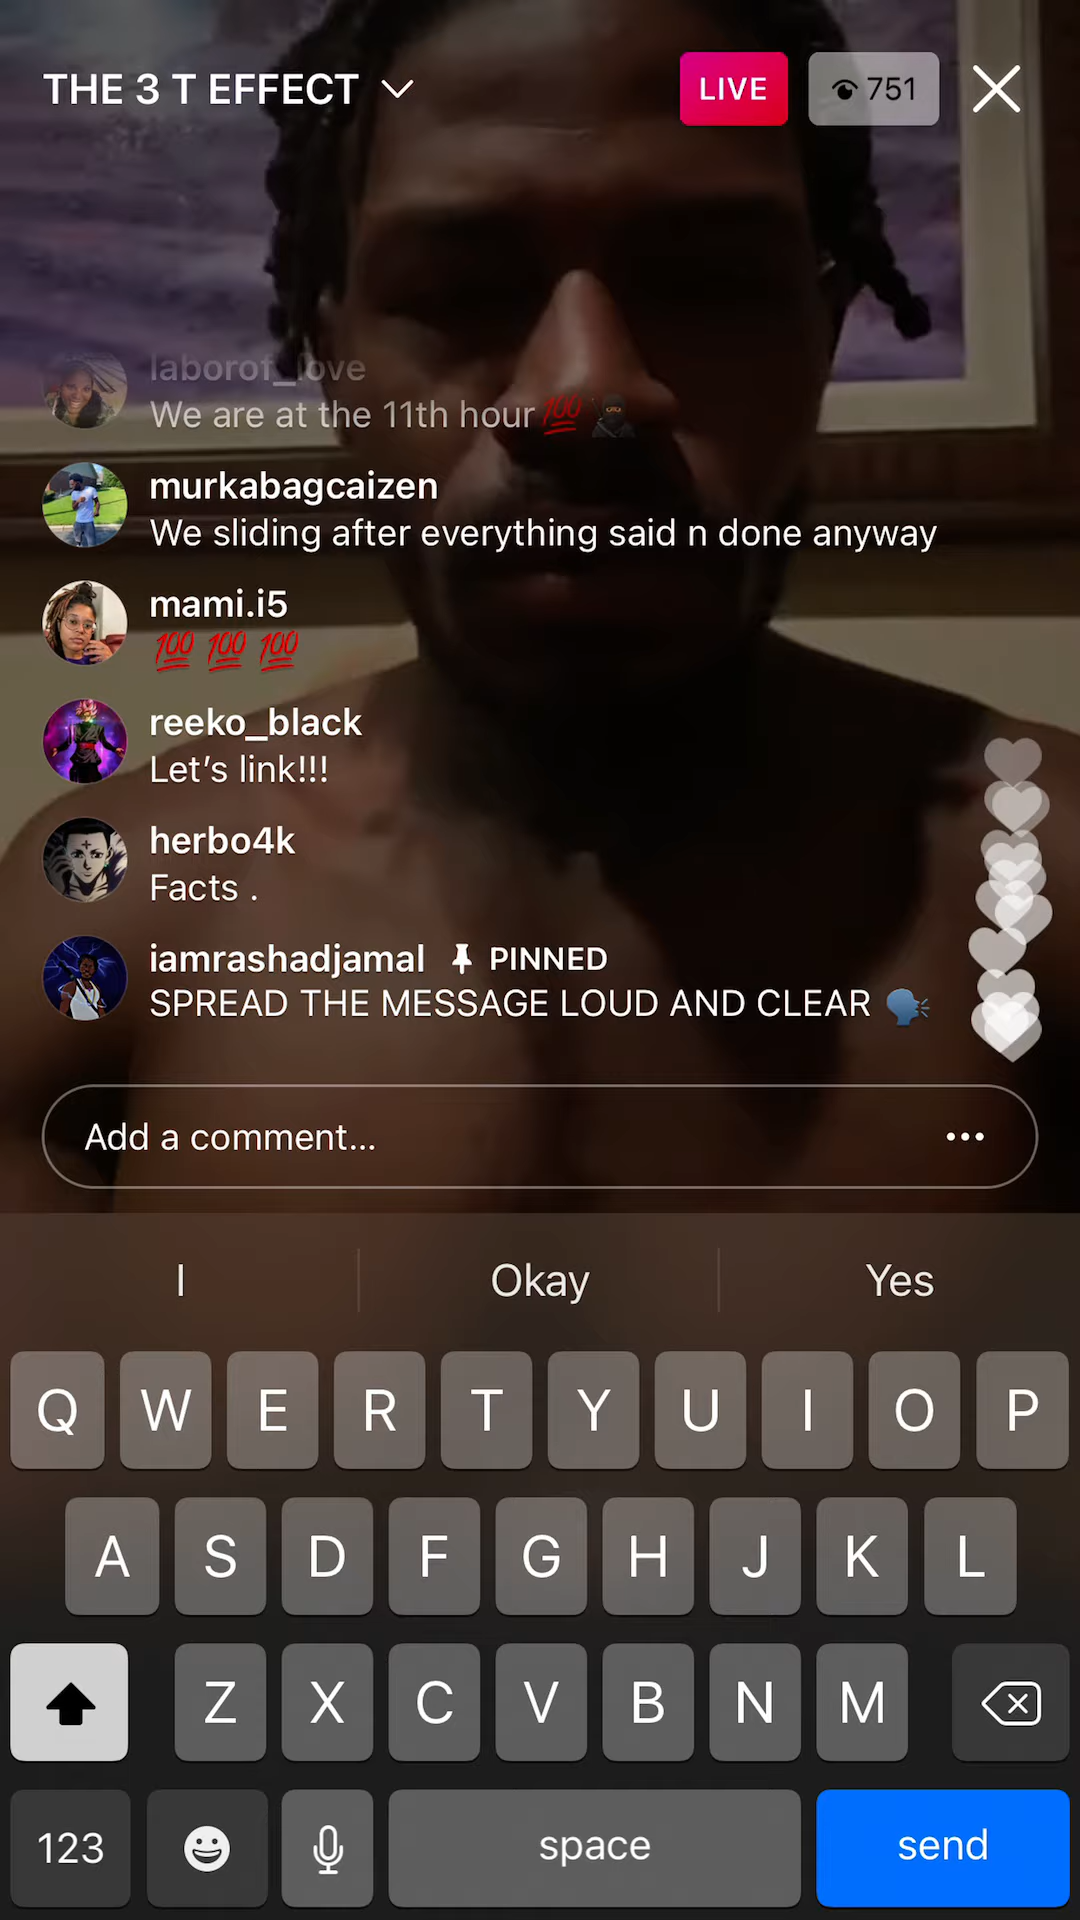 THE 3 T EFFECT
LIVE
751
laborof_love
We are at the 11th hour💯🥷
murkabagcaizen
We sliding after everything said n done anyway
mami.i5
💯 💯 💯
reeko_black
Let’s link!!!
herbo4k
Facts .
iamrashadjamal PINNED
SPREAD THE MESSAGE LOUD AND CLEAR 🗣
Add a comment...
I Okay Yes
Q W E R T Y U I O P
A S D F G H J K L
Z X C V B N M
123 space send